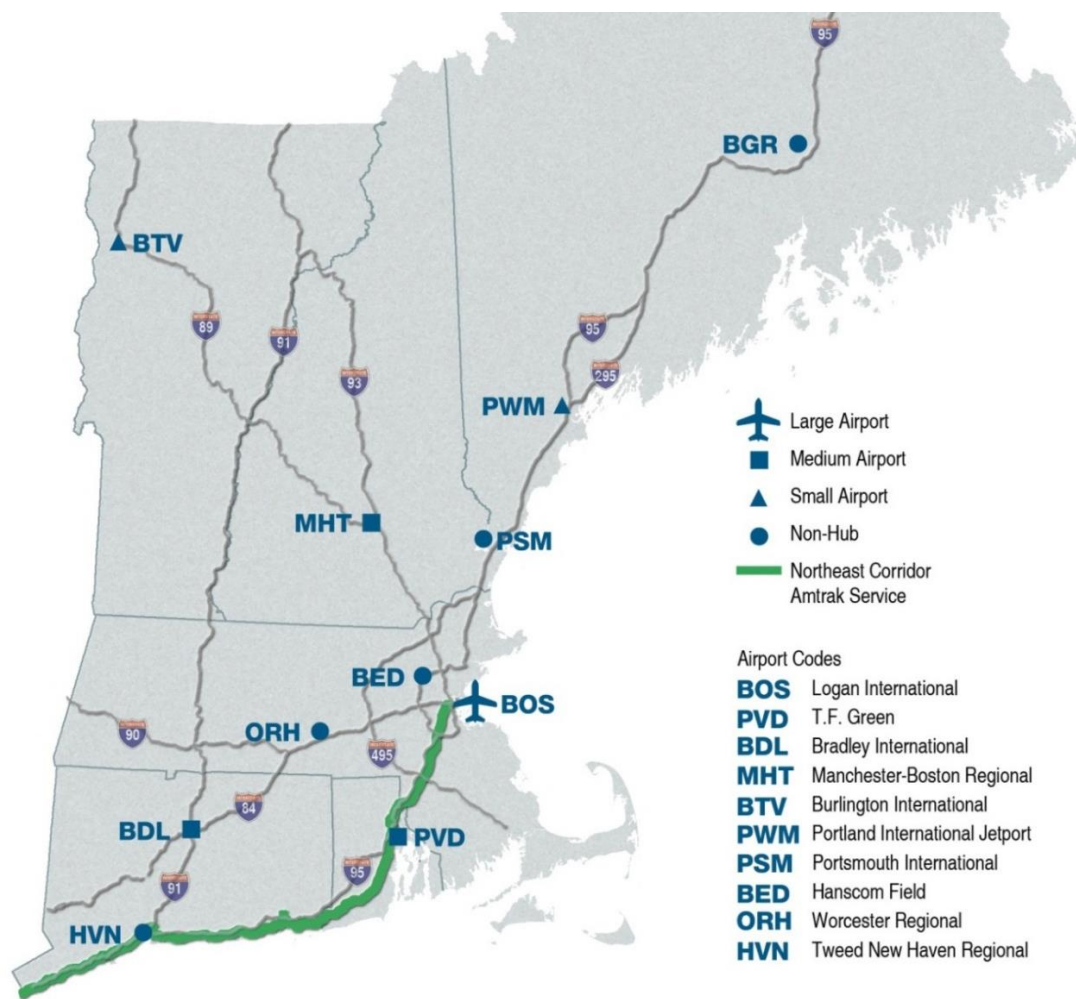 95
BGR
BTV
89
91
95
93
295
PWM
MHT
PSM
BED
BOS
ORH
90
495
84
BDL
PVD
95
91
HVN
Large Airport
Medium Airport
Small Airport
Non-Hub
Northeast Corridor
Amtrak Service
Airport Codes
BOS Logan International
PVD T.F. Green
BDL Bradley International
MHT Manchester-Boston Regional
BTV Burlington International
PWM Portland International Jetport
PSM Portsmouth International
BED Hanscom Field
ORH Worcester Regional
HVN Tweed New Haven Regional